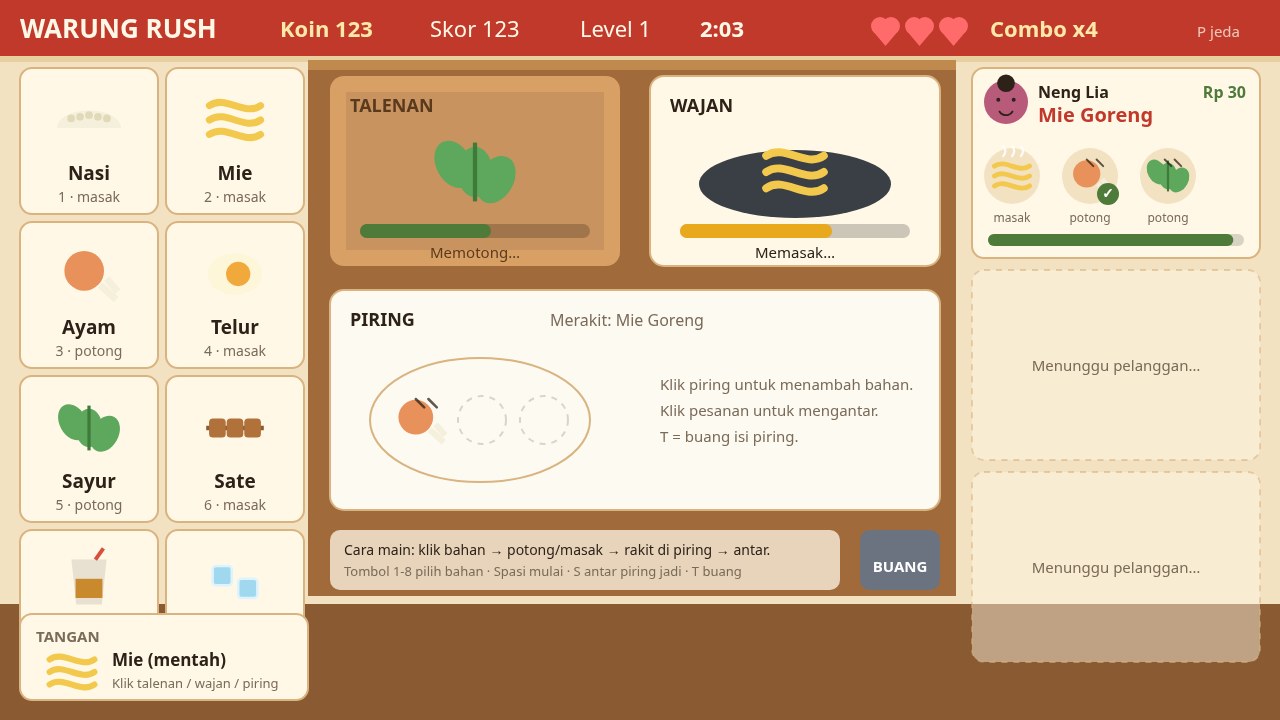 WARUNG RUSH
Koin 123
Skor 123
Level 1
2:03
Combo x4
P jeda
Nasi
1 · masak
Mie
2 · masak
Ayam
3 · potong
Telur
4 · masak
Sayur
5 · potong
Sate
6 · masak
TANGAN
Mie (mentah)
Klik talenan / wajan / piring
TALENAN
Memotong...
WAJAN
Memasak...
PIRING
Merakit: Mie Goreng
Klik piring untuk menambah bahan.
Klik pesanan untuk mengantar.
T = buang isi piring.
Cara main: klik bahan → potong/masak → rakit di piring → antar.
Tombol 1-8 pilih bahan · Spasi mulai · S antar piring jadi · T buang
BUANG
Neng Lia
Rp 30
Mie Goreng
masak
potong
potong
Menunggu pelanggan...
Menunggu pelanggan...